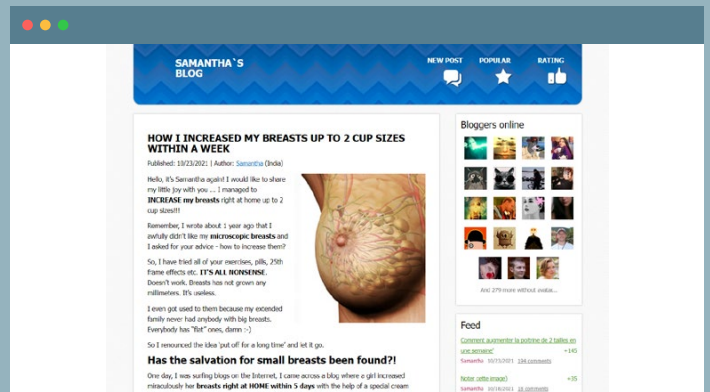 SAMANTHA`S
BLOG
NEW POST POPULAR RATING
HOW I INCREASED MY BREASTS UP TO 2 CUP SIZES
WITHIN A WEEK
Published: 10/23/2021 | Author: Samantha (India)
Hello, it's Samantha again! I would like to share
my little joy with you ... I managed to
INCREASE my breasts right at home up to 2
cup sizes!!!
Remember, I wrote about 1 year ago that I
awfully didn't like my microscopic breasts and
I asked for your advice - how to increase them?
So, I have tried all of your exercises, pills, 25th
frame effects etc. IT'S ALL NONSENSE.
Doesn't work. Breasts has not grown any
millimeters. It's useless.
I even got used to them because my extended
family never had anybody with big breasts.
Everybody has "flat" ones, damn :-)
So I renounced the idea 'put off for a long time' and let it go.
Has the salvation for small breasts been found?!
One day, I was surfing blogs on the Internet, I came across a blog where a girl increased
miraculously her breasts right at HOME within 5 days with the help of a special cream
Bloggers online
And 279 more without avatar...
Feed
Comment augmenter la poitrine de 2 tailles en
une semaine! +145
Samantha 10/23/2021 154 comments
Noter cette image) +35
Samantha 10/18/2021 18 comments